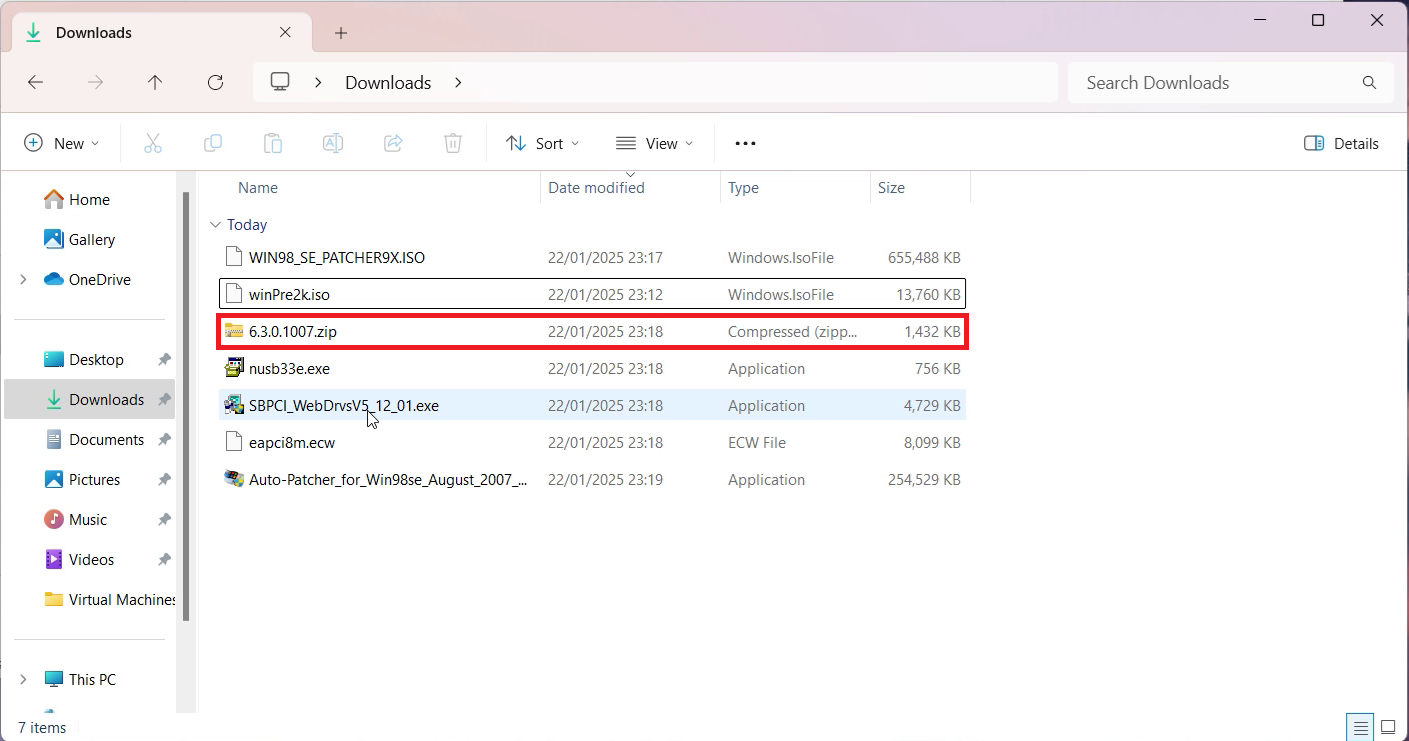 Downloads
Downloads
Search Downloads
New
Sort
View
Details
Home
Gallery
OneDrive
Desktop
Downloads
Documents
Pictures
Music
Videos
Virtual Machines
This PC
Name Date modified Type Size
Today
WIN98_SE_PATCHER9X.ISO 22/01/2025 23:17 Windows.IsoFile 655,488 KB
winPre2k.iso 22/01/2025 23:12 Windows.IsoFile 13,760 KB
6.3.0.1007.zip 22/01/2025 23:18 Compressed (zipp... 1,432 KB
nusb33e.exe 22/01/2025 23:18 Application 756 KB
SBPCI_WebDrvsV5_12_01.exe 22/01/2025 23:18 Application 4,729 KB
eapci8m.ecw 22/01/2025 23:18 ECW File 8,099 KB
Auto-Patcher_for_Win98se_August_2007_... 22/01/2025 23:19 Application 254,529 KB
7 items